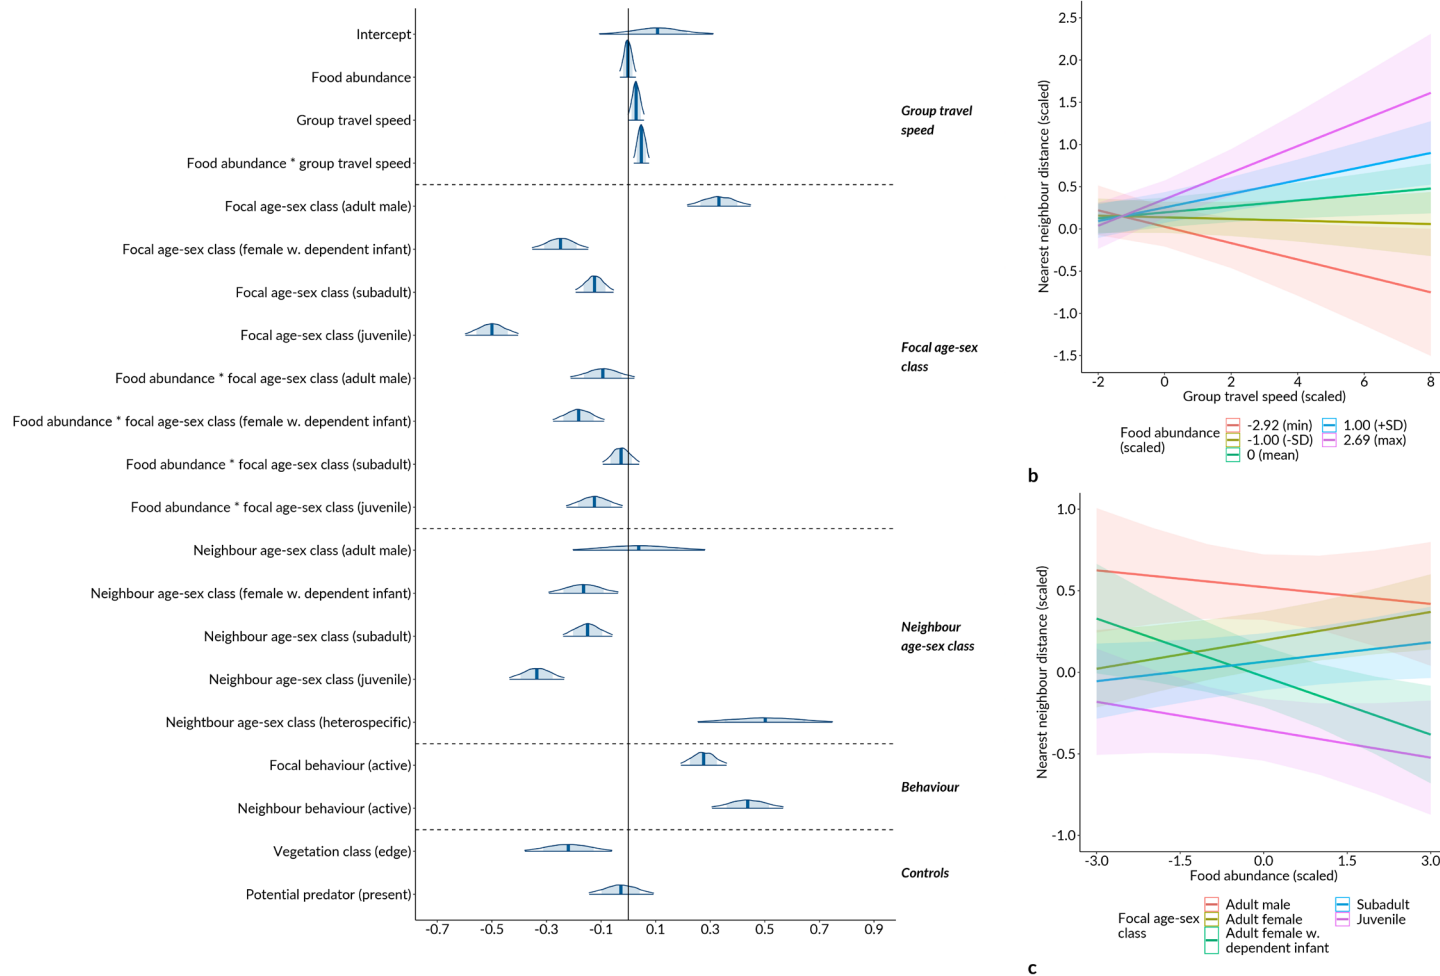 Intercept
Food abundance
Group travel speed
Food abundance * group travel speed
Group travel
speed
Focal age-sex class (adult male)
Focal age-sex class (female w. dependent infant)
Focal age-sex class (subadult)
Focal age-sex class (juvenile)
Food abundance * focal age-sex class (adult male)
Food abundance * focal age-sex class (female w. dependent infant)
Food abundance * focal age-sex class (subadult)
Food abundance * focal age-sex class (juvenile)
Focal age-sex
class
Neighbour age-sex class (adult male)
Neighbour age-sex class (female w. dependent infant)
Neighbour age-sex class (subadult)
Neighbour age-sex class (juvenile)
Neightbour age-sex class (heterospecific)
Neighbour
age-sex class
Focal behaviour (active)
Neighbour behaviour (active)
Behaviour
Vegetation class (edge)
Potential predator (present)
Controls
-0.7 -0.5 -0.3 -0.1 0.1 0.3 0.5 0.7 0.9
Nearest neighbour distance (scaled)
2.5
2.0
1.5
1.0
0.5
0.0
-0.5
-1.0
-1.5
-2 0 2 4 6 8
Group travel speed (scaled)
Food abundance
(scaled)
-2.92 (min)
-1.00 (-SD)
0 (mean)
1.00 (+SD)
2.69 (max)
b
Nearest neighbour distance (scaled)
1.0
0.5
0.0
-0.5
-1.0
-3.0 -1.5 0.0 1.5 3.0
Food abundance (scaled)
Focal age-sex
class
Adult male
Adult female
Adult female w.
dependent infant
Subadult
Juvenile
c